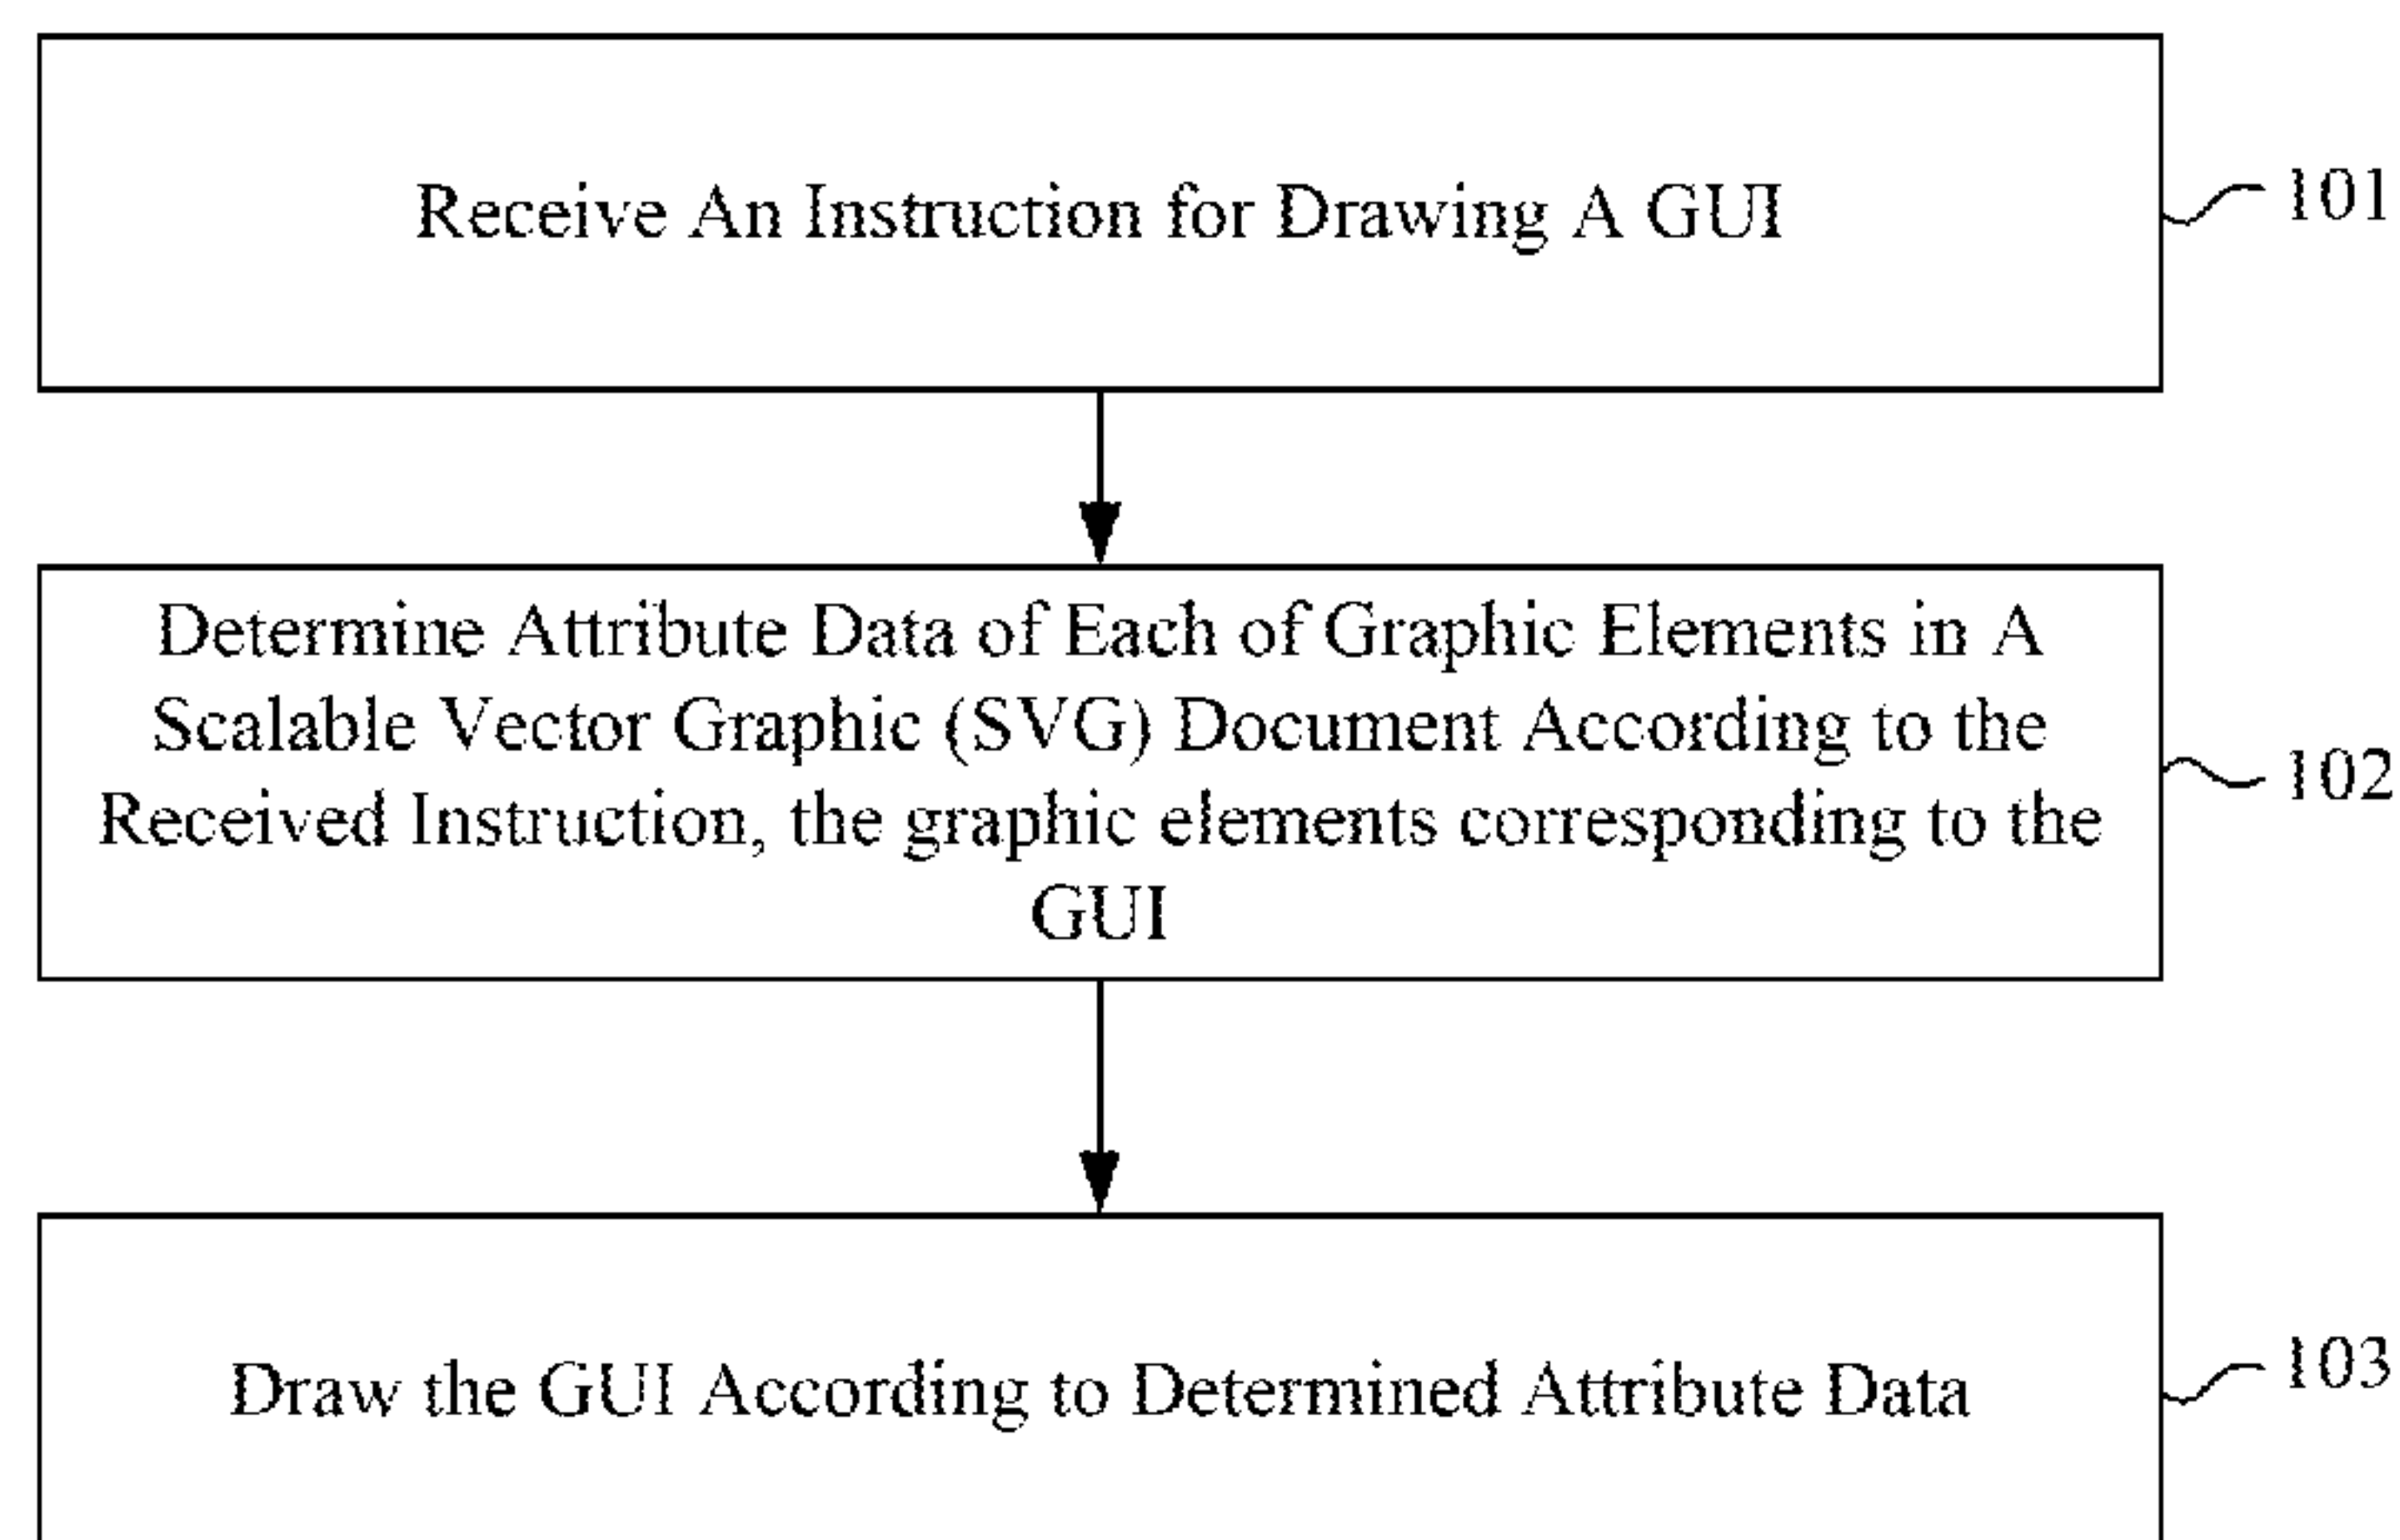 Receive An Instruction for Drawing A GUI
101
Determine Attribute Data of Each of Graphic Elements in A
Scalable Vector Graphic (SVG) Document According to the
Received Instruction, the graphic elements corresponding to the
GUI
102
Draw the GUI According to Determined Attribute Data
103